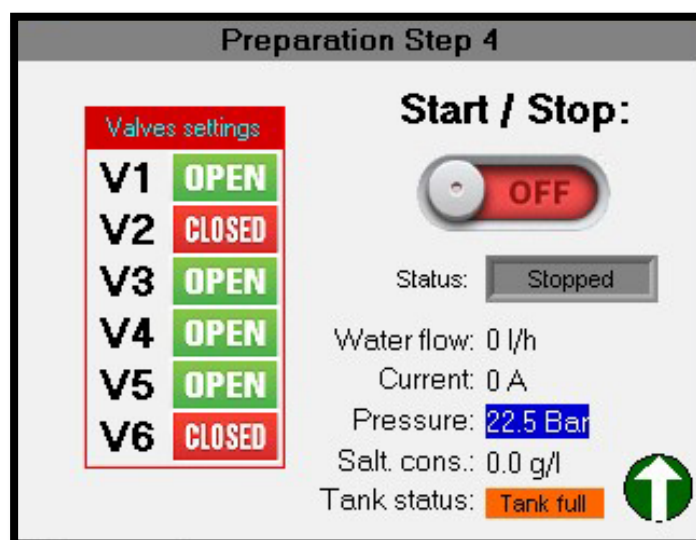 Preparation Step 4
Valves settings
V1 OPEN
V2 CLOSED
V3 OPEN
V4 OPEN
V5 OPEN
V6 CLOSED
Start / Stop:
OFF
Status: Stopped
Water flow: 0 l/h
Current: 0 A
Pressure: 22.5 Bar
Salt. cons.: 0.0 g/l
Tank status: Tank full